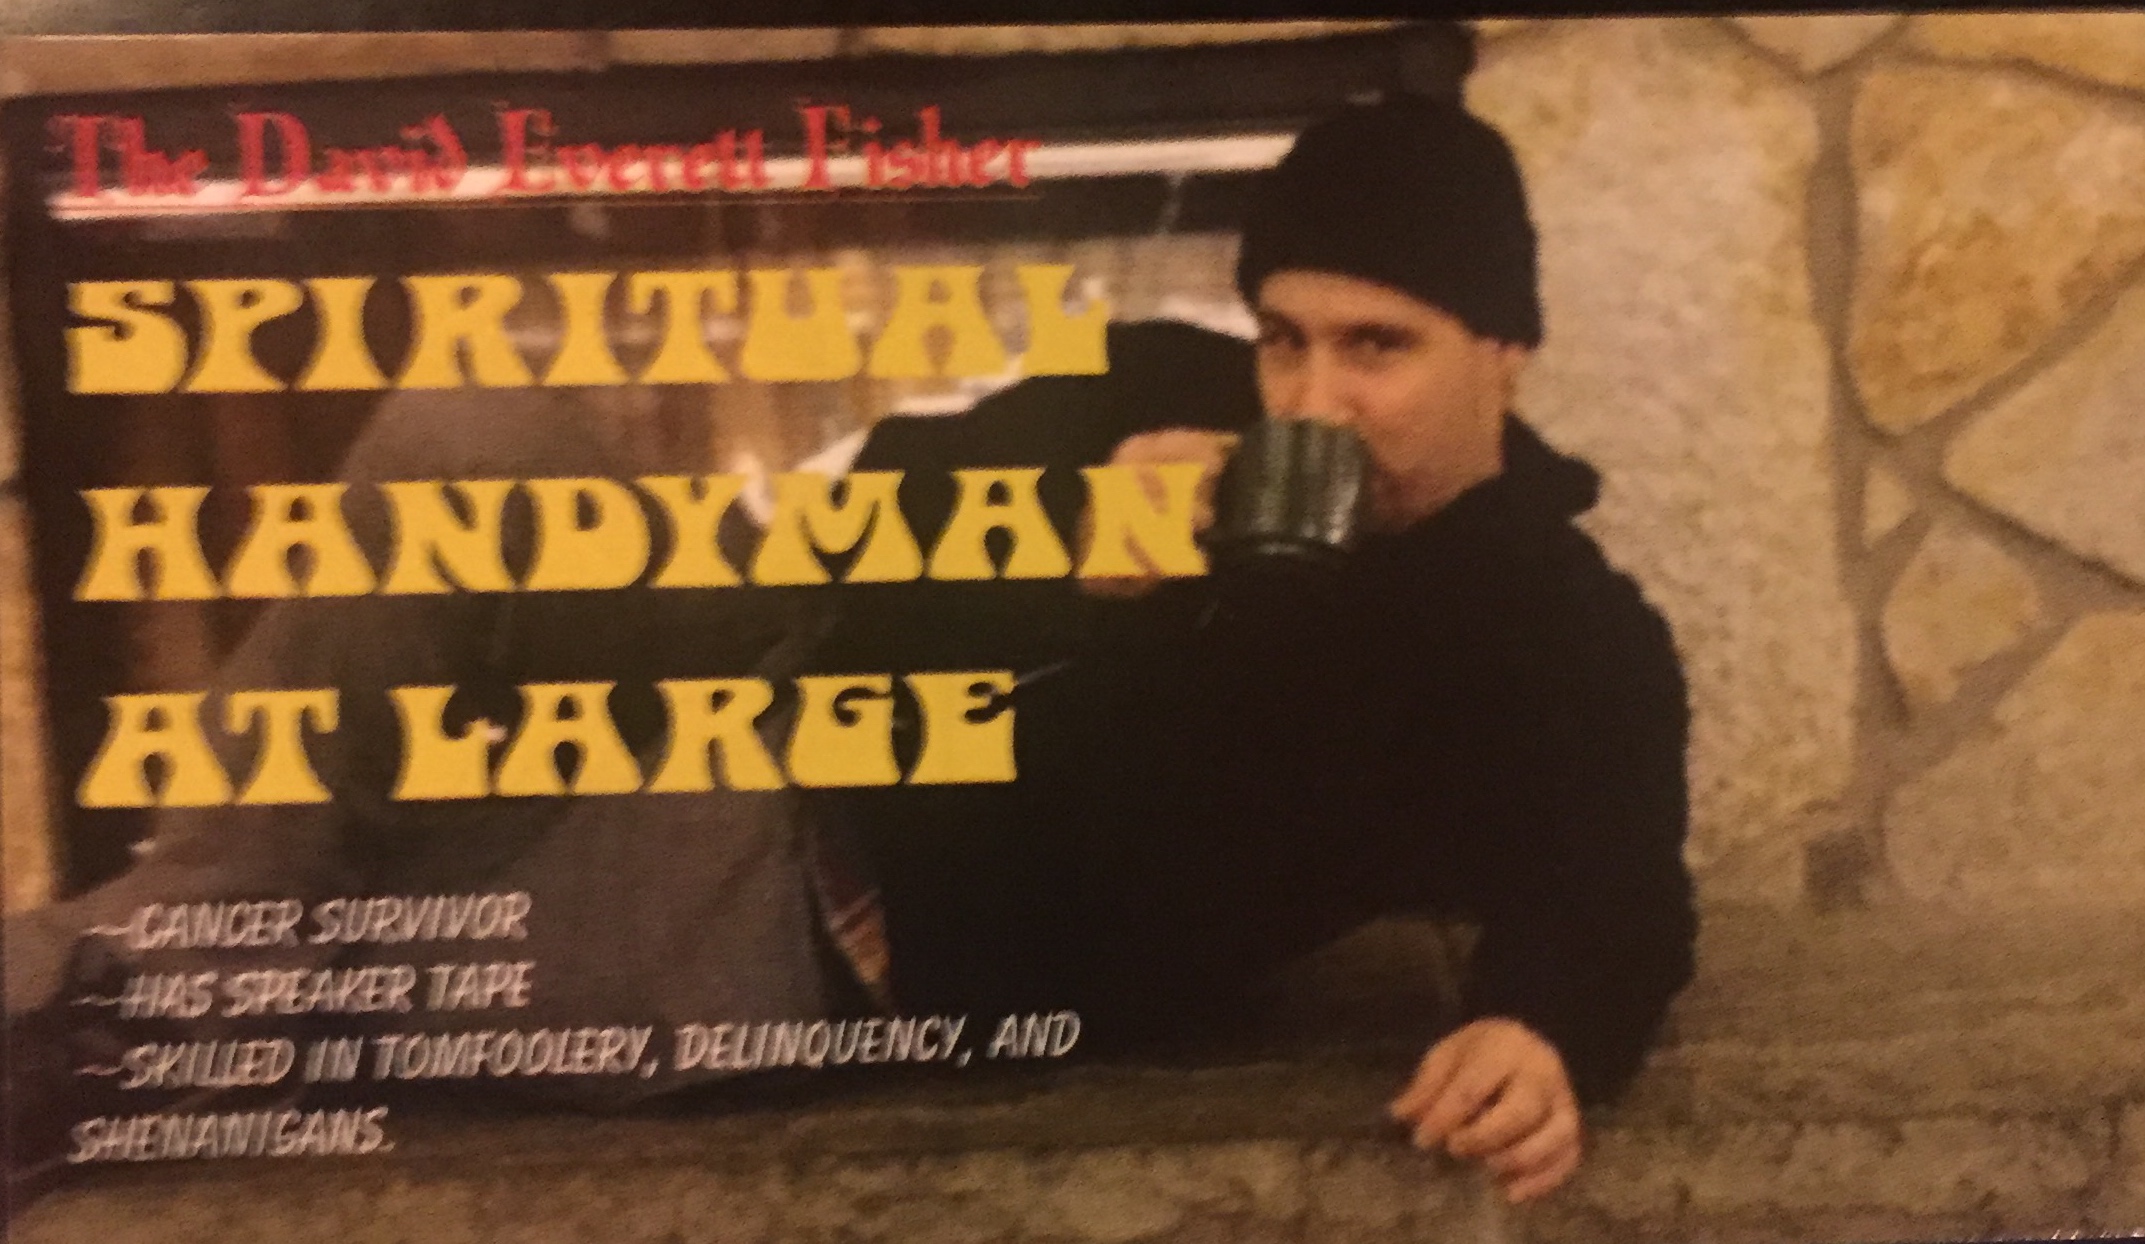 The David Everett Fisher
SPIRITUAL
HANDYMAN
AT LARGE
~CANCER SURVIVOR
~HAS SPEAKER TAPE
~SKILLED IN TOMFOOLERY, DELINQUENCY, AND
SHENANIGANS.